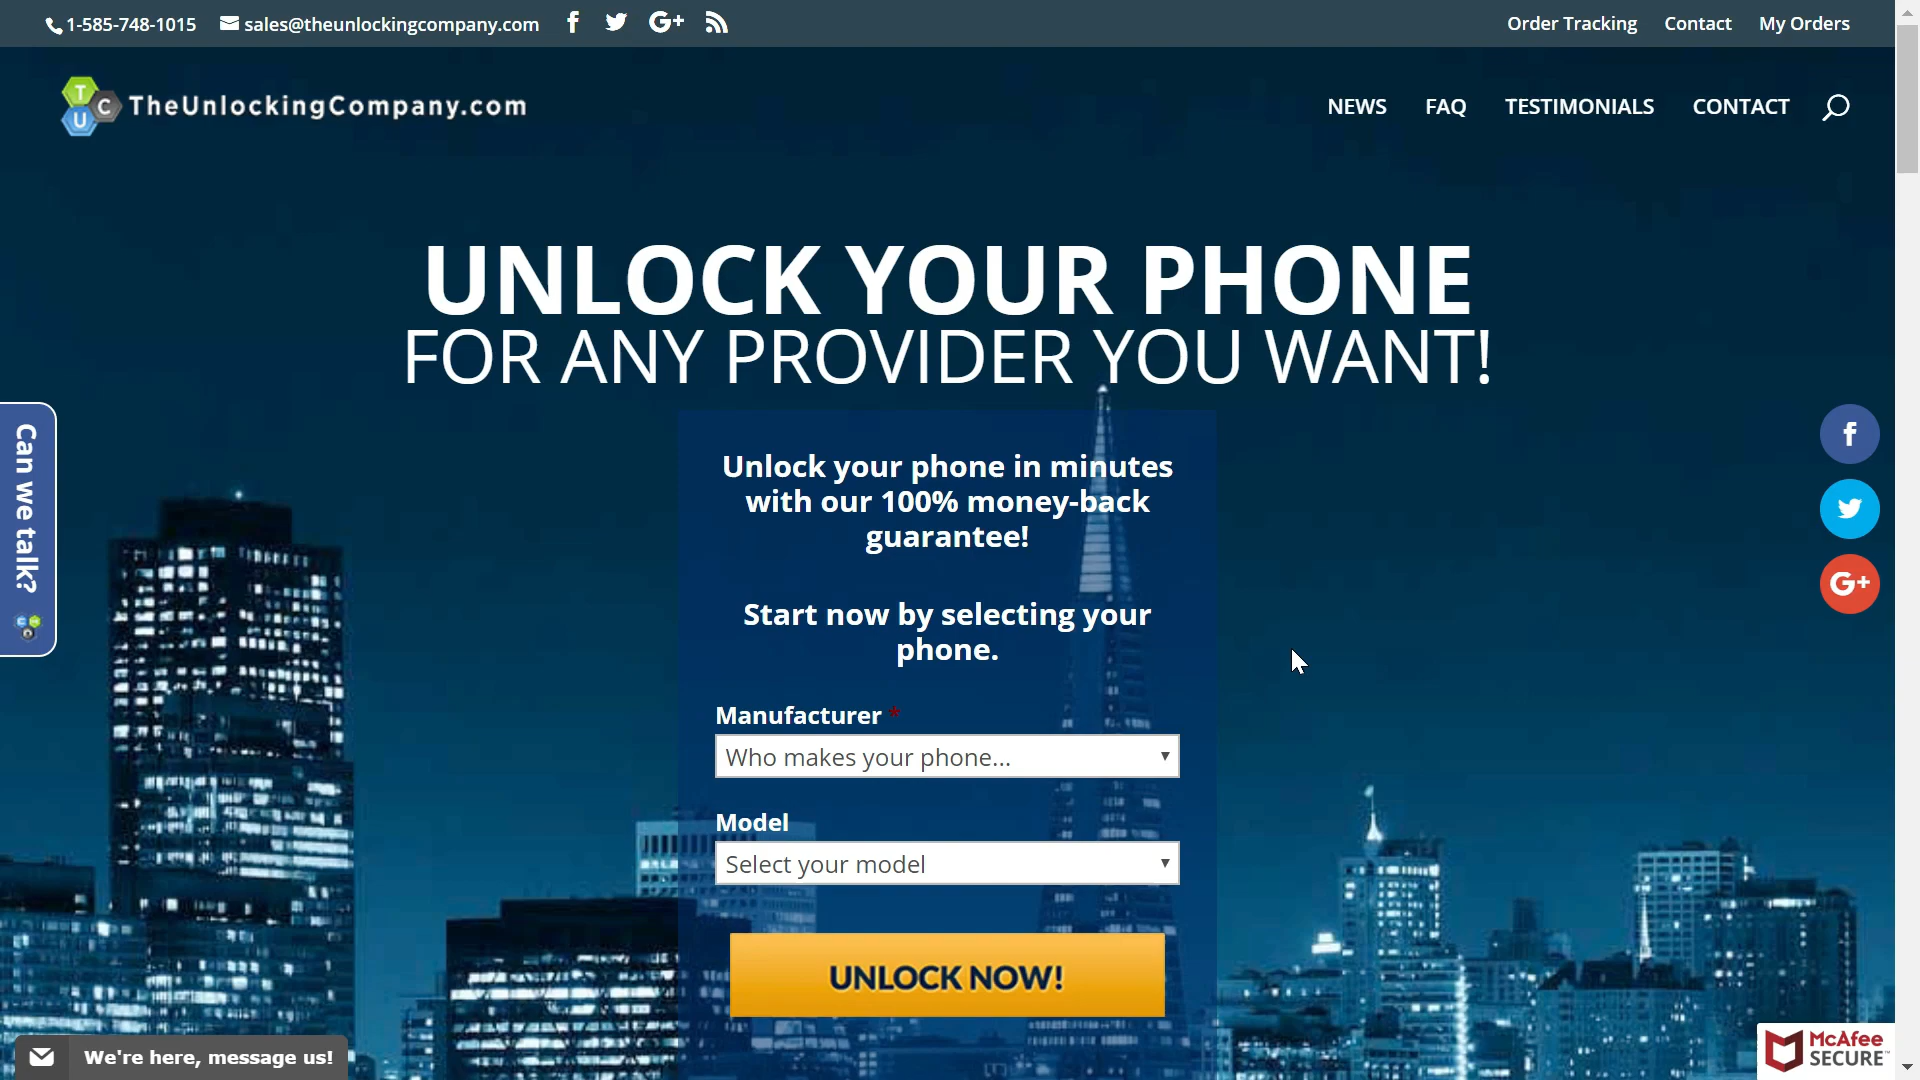 1-585-748-1015 sales@theunlockingcompany.com f G+ Order Tracking Contact My Orders
T C U TheUnlockingCompany.com NEWS FAQ TESTIMONIALS CONTACT
UNLOCK YOUR PHONE
FOR ANY PROVIDER YOU WANT!
Can we talk?
Unlock your phone in minutes
with our 100% money-back
guarantee!
Start now by selecting your
phone.
f
G+
Manufacturer *
Who makes your phone...
Model
Select your model
UNLOCK NOW!
We're here, message us!
McAfee
SECURE™